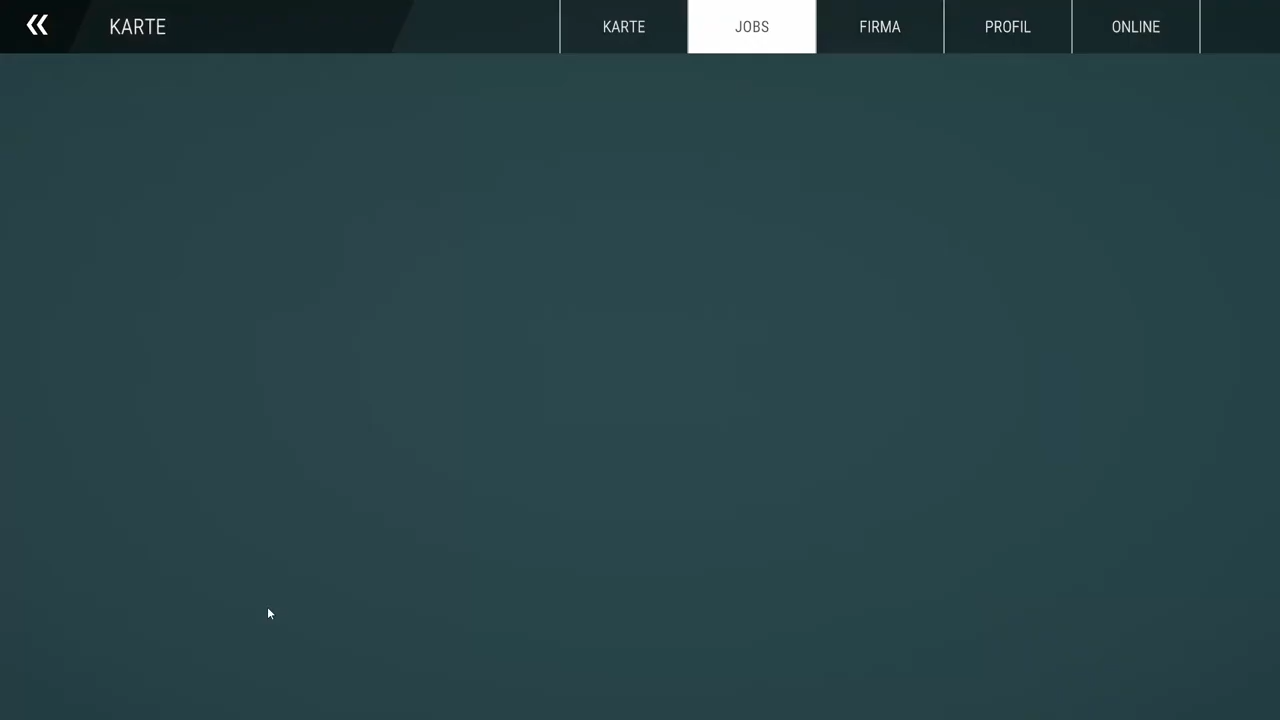 KARTE
KARTE
JOBS
FIRMA
PROFIL
ONLINE